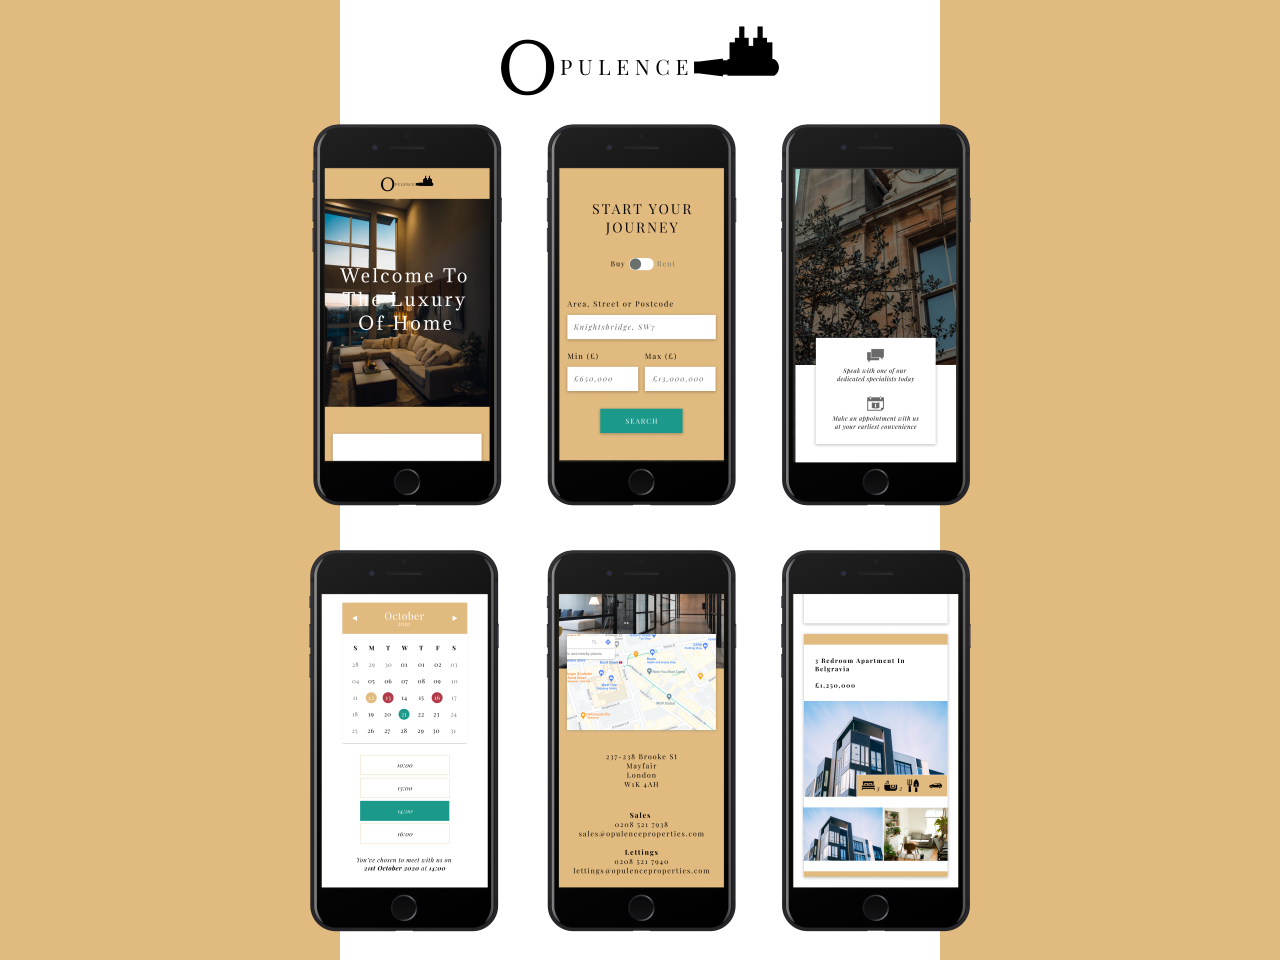 OPULENCE
OPULENCE
Welcome To
The Luxury
Of Home
START YOUR
JOURNEY
Buy Rent
Area, Street or Postcode
Knightsbridge, SW7
Min (£) Max (£)
£650,000 £13,000,000
SEARCH
Speak with one of our
dedicated specialists today
Make an appointment with us
at your earliest convenience
October
2020
S M T W T F S
28 29 30 01 01 02 03
04 05 06 07 08 09 10
11 12 13 14 15 16 17
18 19 20 21 22 23 24
25 26 27 28 29 30 31
10:00
13:00
14:00
16:00
You've chosen to meet with us on
21st October 2020 at 14:00
237-238 Brooke St
Mayfair
London
W1K 4AH
Sales
0208 521 7938
sales@opulenceproperties.com
Lettings
0208 521 7940
lettings@opulenceproperties.com
3 Bedroom Apartment In
Belgravia
£1,250,000
3 2